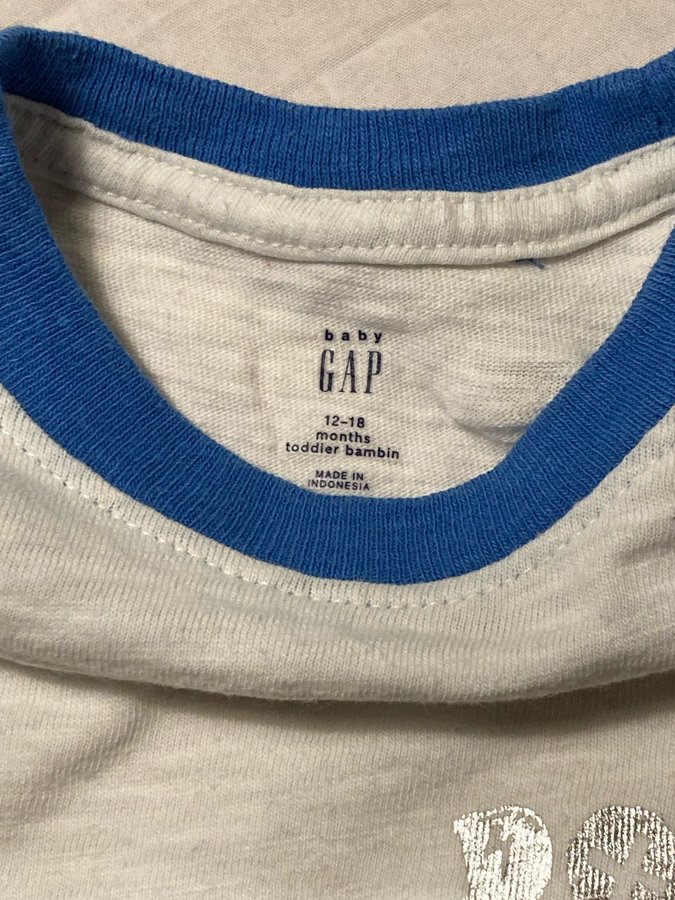 baby
GAP
12–18
months
toddler bambin
MADE IN
INDONESIA